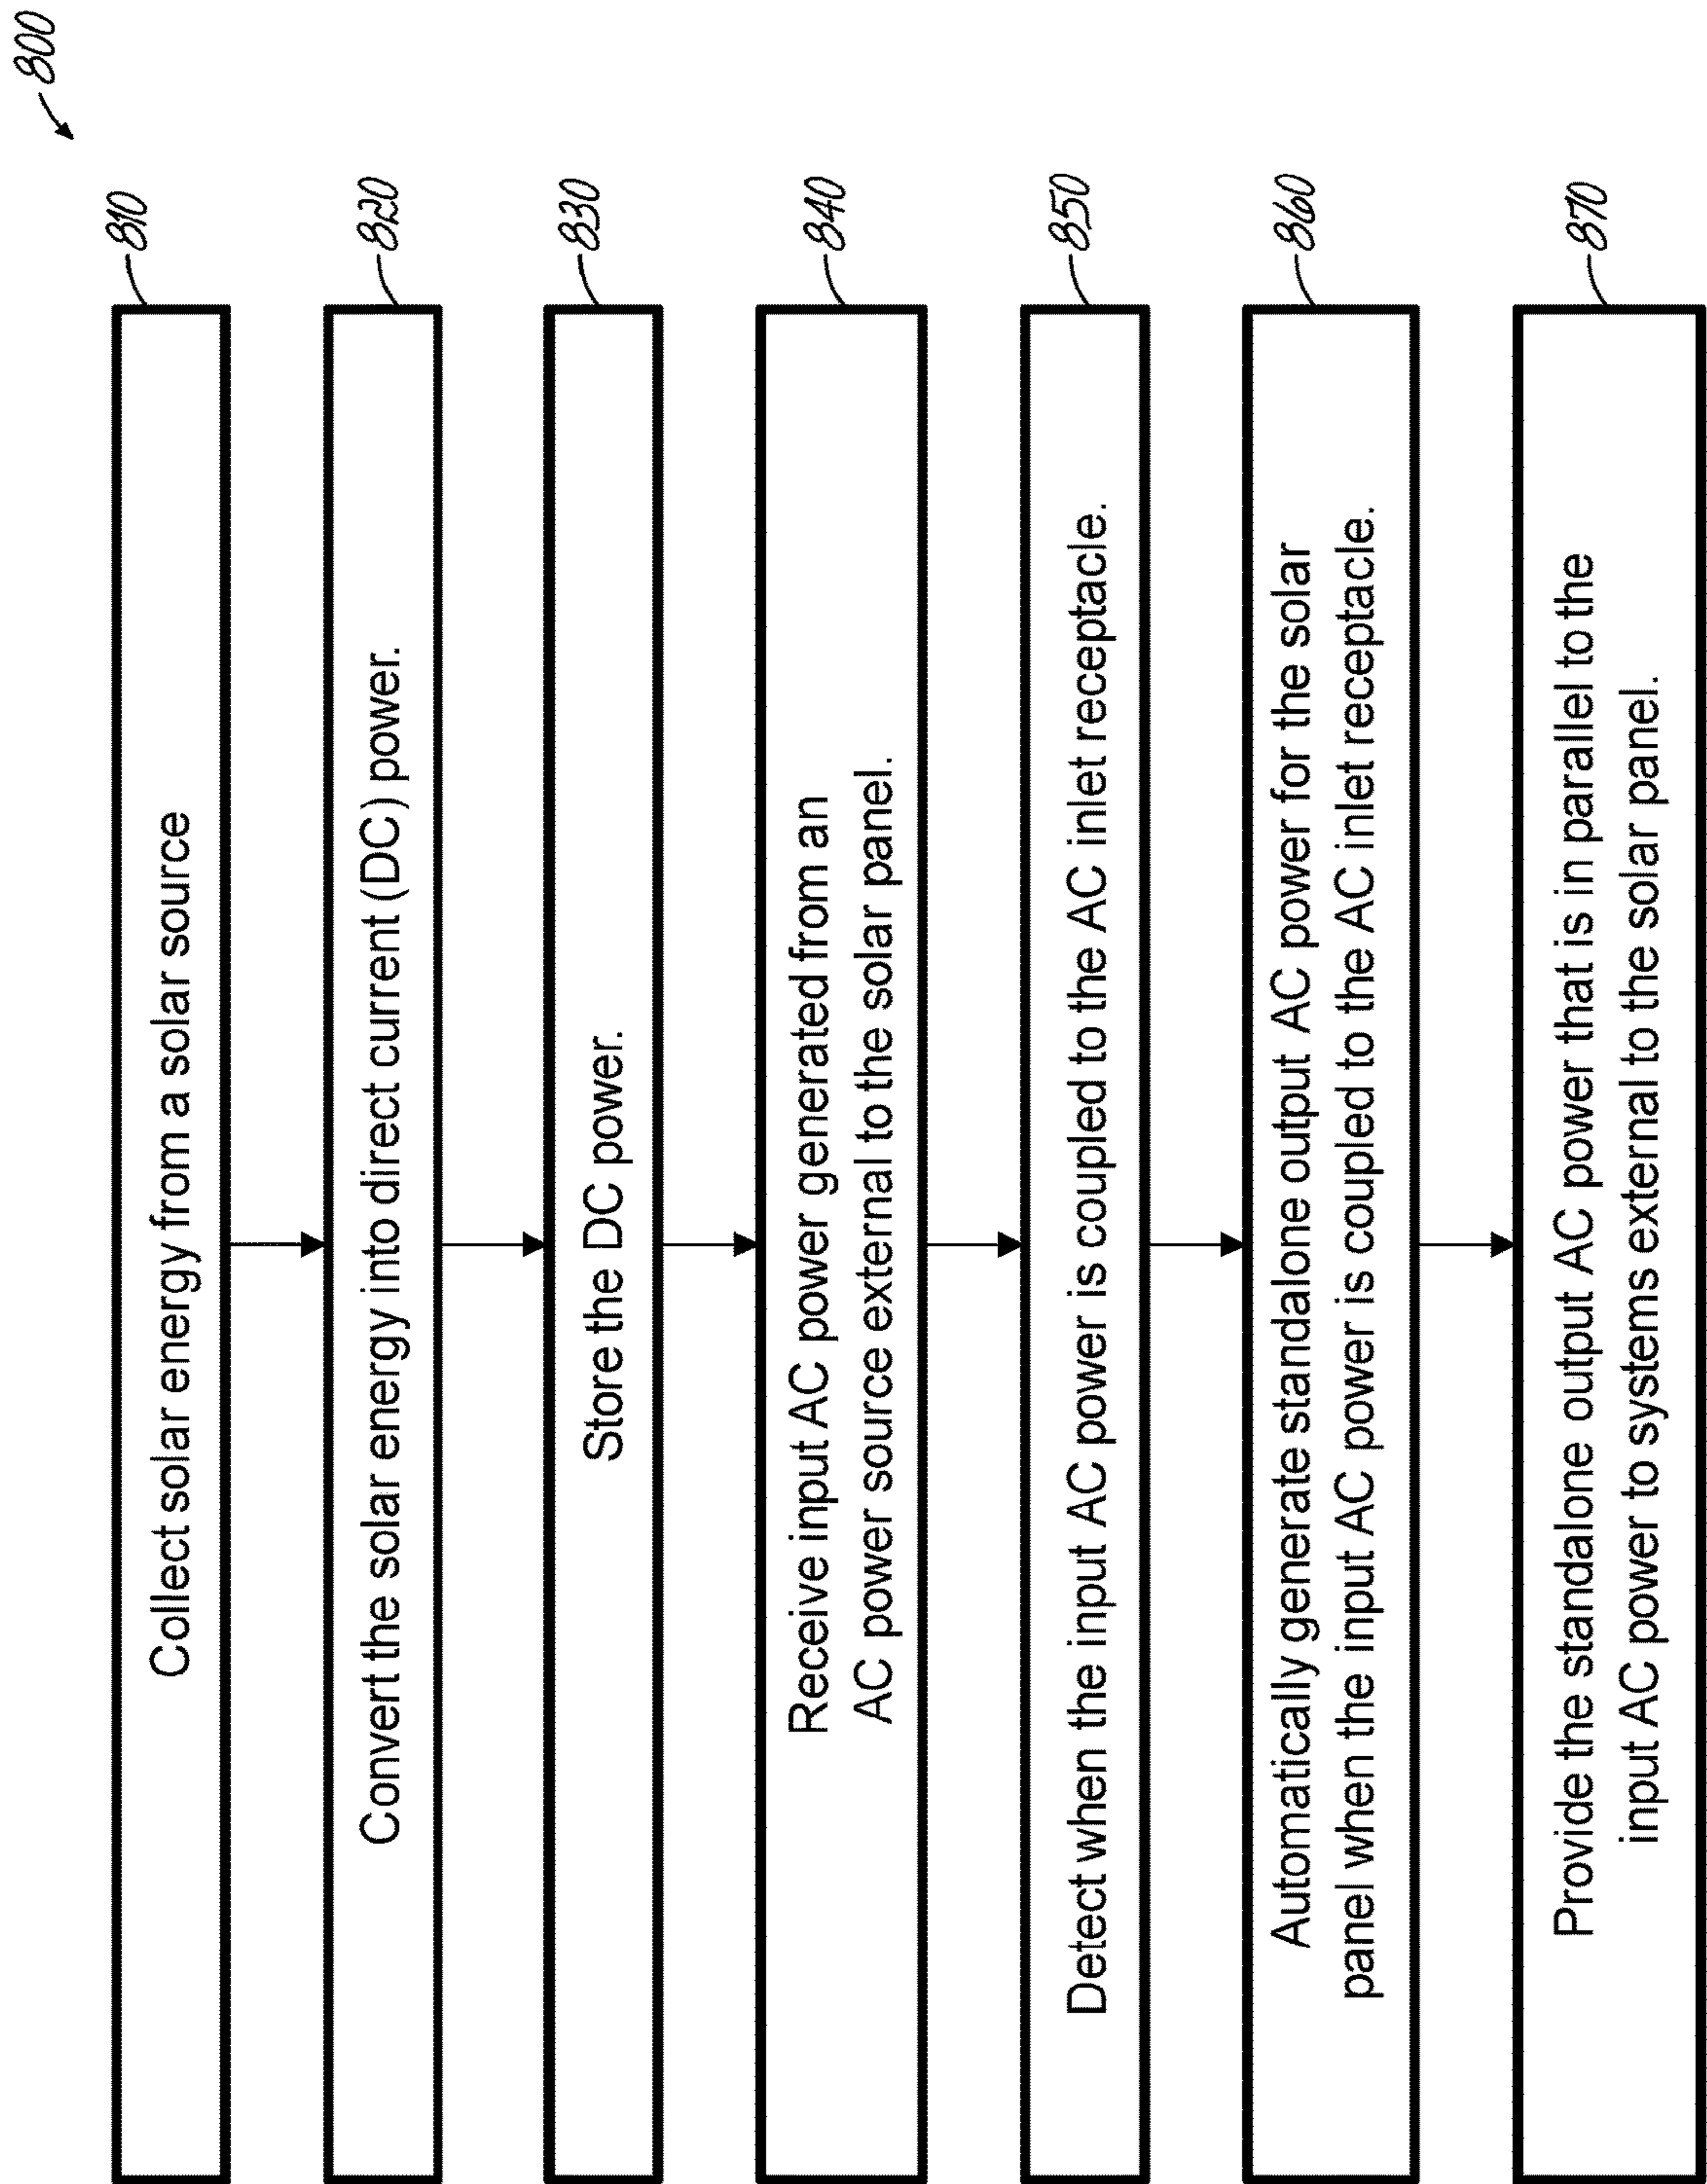 800
810
Collect solar energy from a solar source
820
Convert the solar energy into direct current (DC) power.
830
Store the DC power.
840
Receive input AC power generated from an
AC power source external to the solar panel.
850
Detect when the input AC power is coupled to the AC inlet receptacle.
860
Automatically generate standalone output AC power for the solar
panel when the input AC power is coupled to the AC inlet receptacle.
870
Provide the standalone output AC power that is in parallel to the
input AC power to systems external to the solar panel.